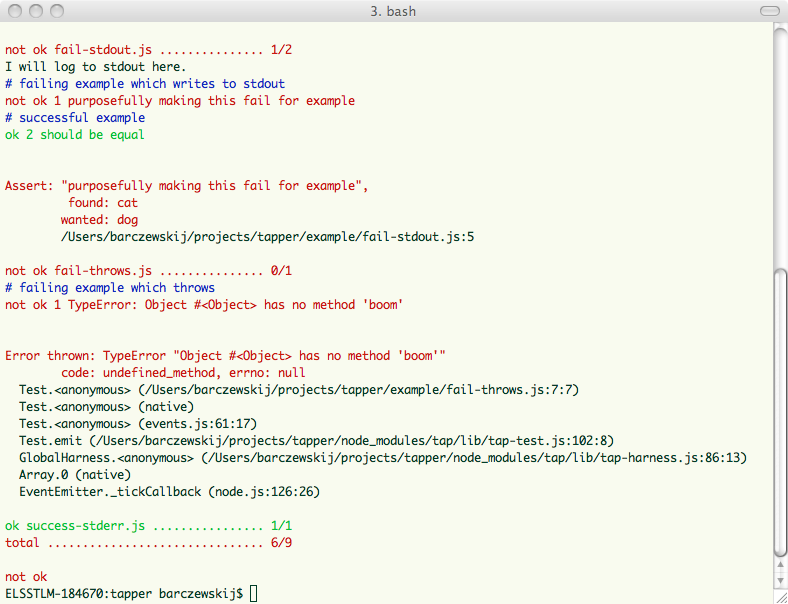 3. bash
not ok fail-stdout.js ............... 1/2
I will log to stdout here.
# failing example which writes to stdout
not ok 1 purposefully making this fail for example
# successful example
ok 2 should be equal
Assert: "purposefully making this fail for example",
found: cat
wanted: dog
/Users/barczewskij/projects/tapper/example/fail-stdout.js:5
not ok fail-throws.js ............... 0/1
# failing example which throws
not ok 1 TypeError: Object #<Object> has no method 'boom'
Error thrown: TypeError "Object #<Object> has no method 'boom'"
code: undefined_method, errno: null
Test.<anonymous> (/Users/barczewskij/projects/tapper/example/fail-throws.js:7:7)
Test.<anonymous> (native)
Test.<anonymous> (events.js:61:17)
Test.emit (/Users/barczewskij/projects/tapper/node_modules/tap/lib/tap-test.js:102:8)
GlobalHarness.<anonymous> (/Users/barczewskij/projects/tapper/node_modules/tap/lib/tap-harness.js:86:13)
Array.0 (native)
EventEmitter._tickCallback (node.js:126:26)
ok success-stderr.js ................ 1/1
total ............................... 6/9
not ok
ELSSTLM-184670:tapper barczewskij$